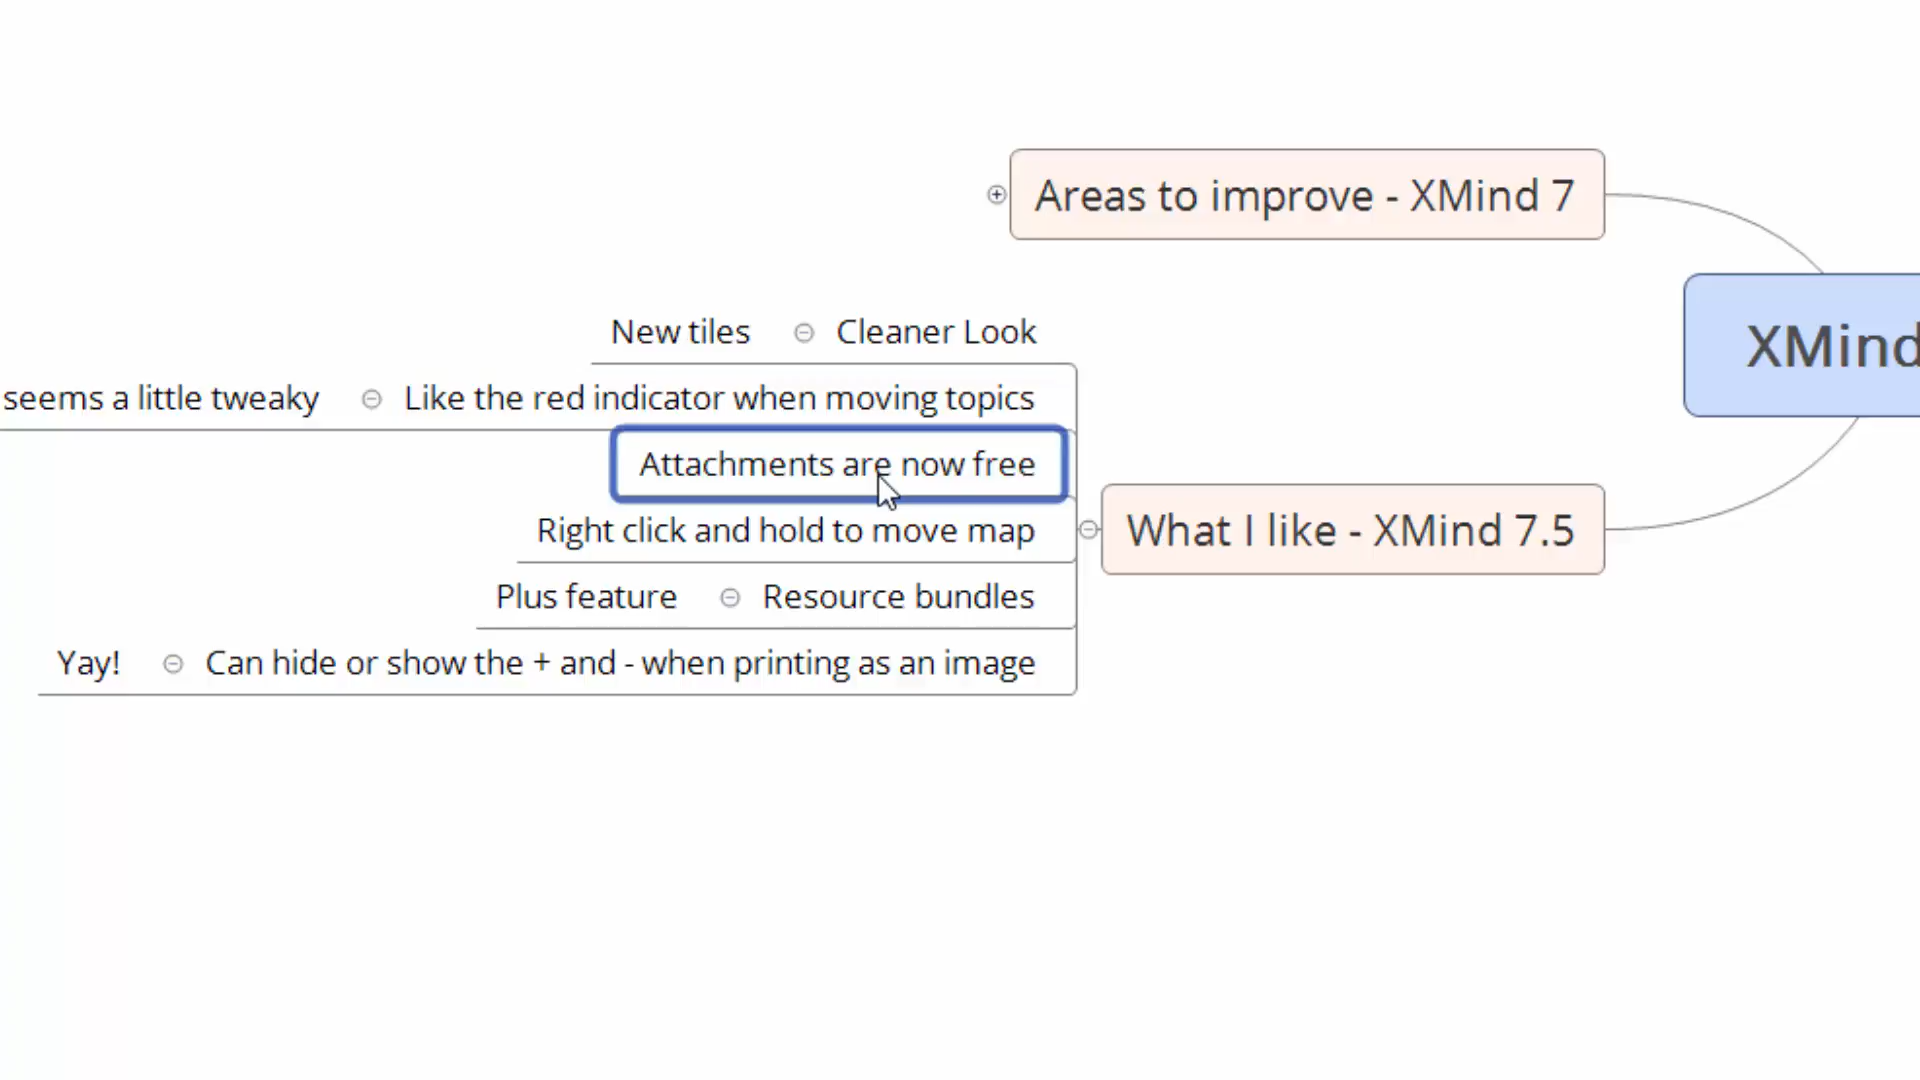 Areas to improve - XMind 7
XMind
New tiles Cleaner Look
seems a little tweaky Like the red indicator when moving topics
Attachments are now free
Right click and hold to move map
What I like - XMind 7.5
Plus feature Resource bundles
Yay! Can hide or show the + and - when printing as an image